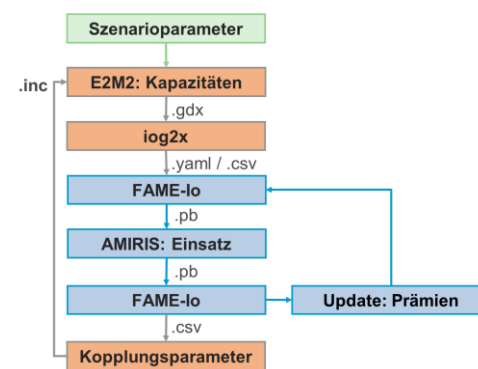 Szenarioparameter
.inc
E2M2: Kapazitäten
.gdx
iog2x
.yaml / .csv
FAME-Io
.pb
AMIRIS: Einsatz
.pb
FAME-Io
Update: Prämien
.csv
Kopplungsparameter